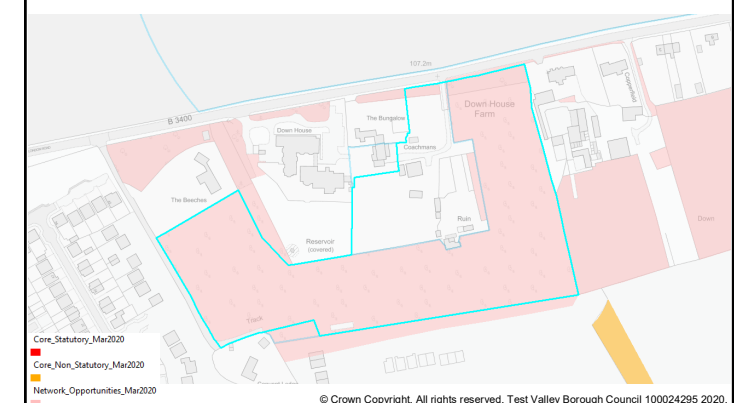 107.2m
B 3400
Down House
Farm
Copperfield
The Bungalow
Down House
Coachmans
The Beeches
Ruin
Down
Reservoir
(covered)
Track
Core_Statutory_Mar2020
Core_Non_Statutory_Mar2020
Network_Opportunities_Mar2020
© Crown Copyright. All rights reserved. Test Valley Borough Council 100024295 2020.